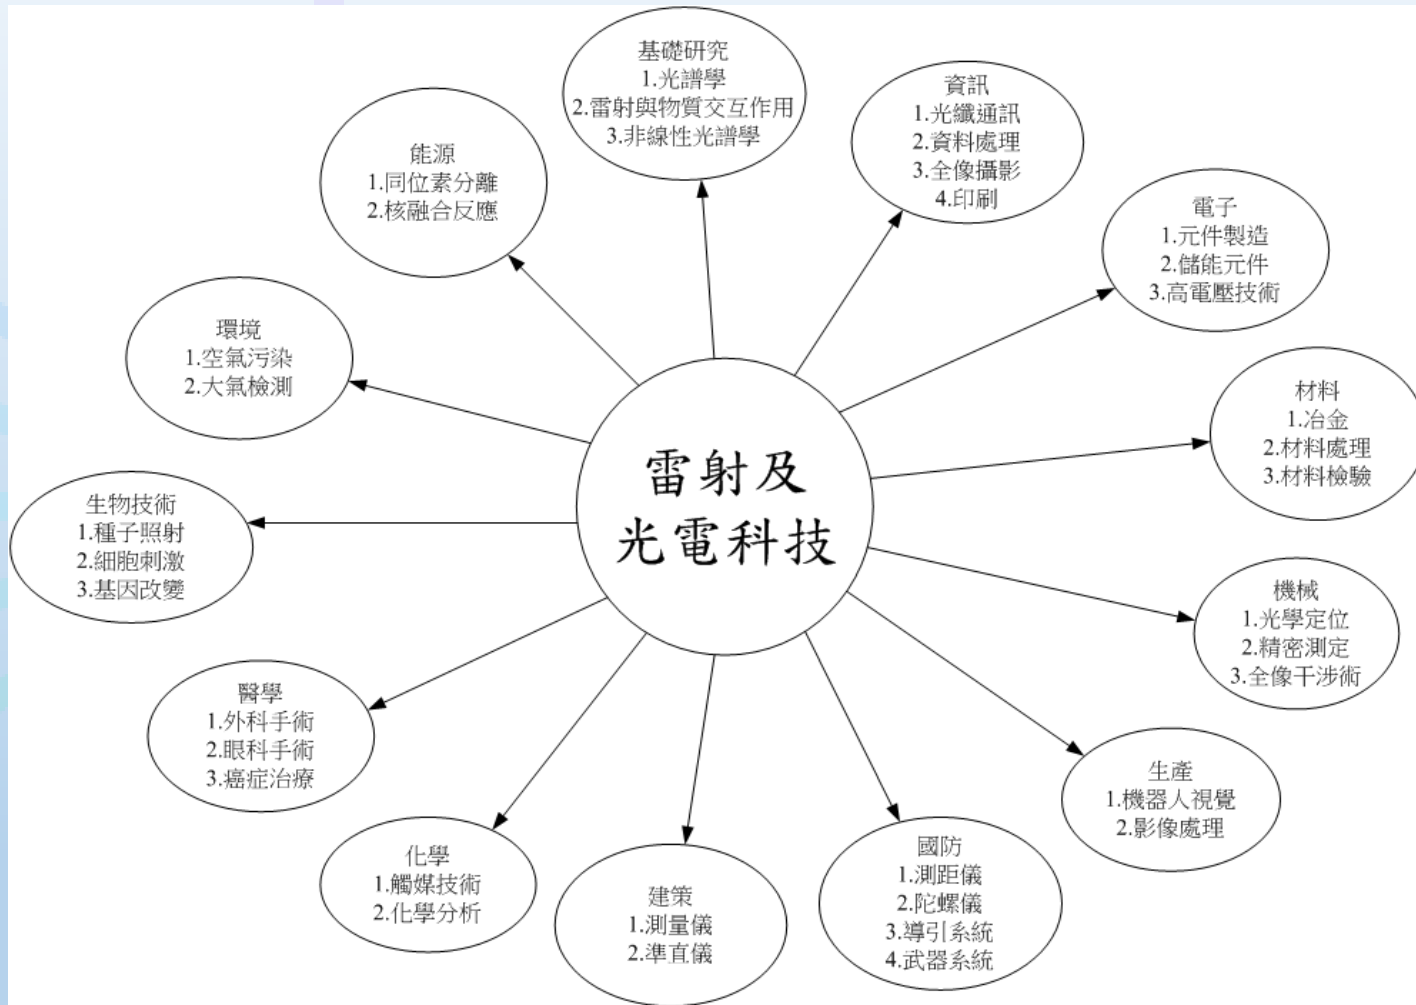 雷射及
光電科技
基礎研究
1.光譜學
2.雷射與物質交互作用
3.非線性光譜學
資訊
1.光纖通訊
2.資料處理
3.全像攝影
4.印刷
電子
1.元件製造
2.儲能元件
3.高電壓技術
材料
1.冶金
2.材料處理
3.材料檢驗
機械
1.光學定位
2.精密測定
3.全像干涉術
生產
1.機器人視覺
2.影像處理
國防
1.測距儀
2.陀螺儀
3.導引系統
4.武器系統
建築
1.測量儀
2.準直儀
化學
1.觸媒技術
2.化學分析
醫學
1.外科手術
2.眼科手術
3.癌症治療
生物技術
1.種子照射
2.細胞刺激
3.基因改變
環境
1.空氣污染
2.大氣檢測
能源
1.同位素分離
2.核融合反應